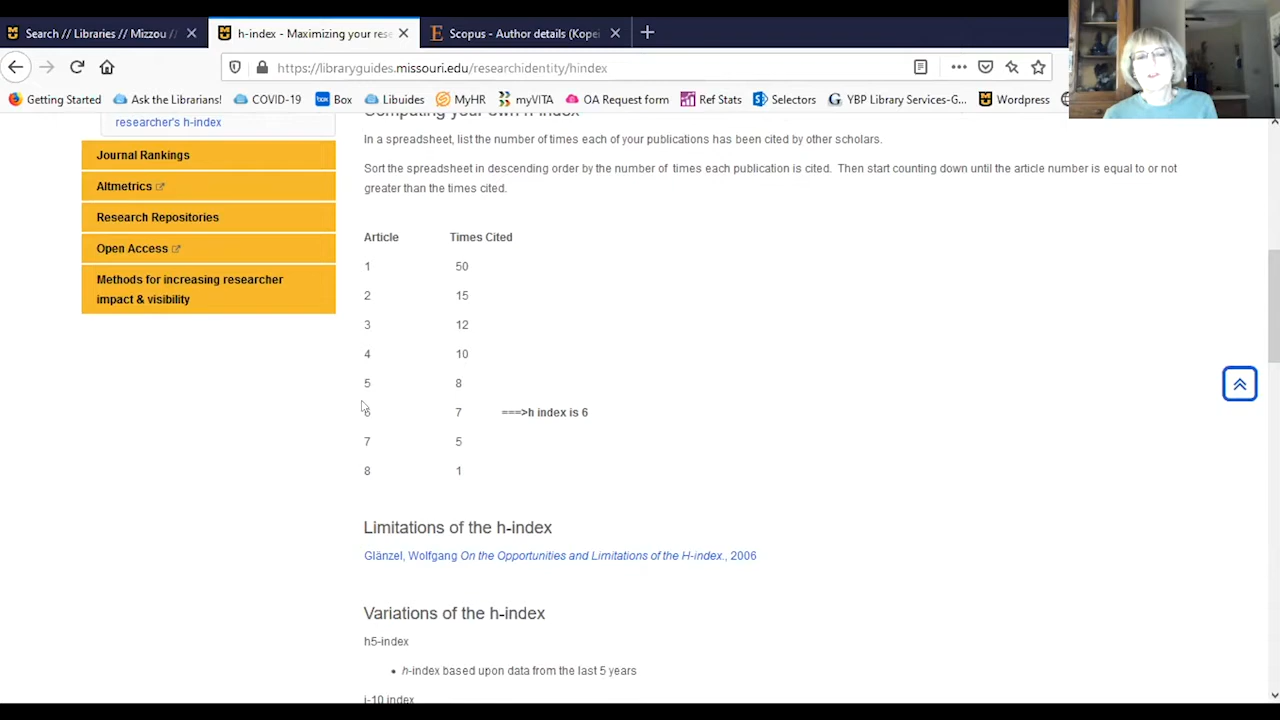 Search // Libraries // Mizzou //
h-index - Maximizing your rese
Scopus - Author details (Kopei
https://libraryguides.missouri.edu/researchidentity/hindex
Getting Started Ask the Librarians! COVID-19 Box Libuides MyHR myVITA OA Request form Ref Stats Selectors YBP Library Services-G... Wordpress
researcher's h-index
Journal Rankings
Altmetrics
Research Repositories
Open Access
Methods for increasing researcher
impact & visibility
Computing your own h-index
In a spreadsheet, list the number of times each of your publications has been cited by other scholars.
Sort the spreadsheet in descending order by the number of times each publication is cited. Then start counting down until the article number is equal to or not
greater than the times cited.
Article Times Cited
1 50
2 15
3 12
4 10
5 8
6 7 ===>h index is 6
7 5
8 1
Limitations of the h-index
Glänzel, Wolfgang On the Opportunities and Limitations of the H-index., 2006
Variations of the h-index
h5-index
• h-index based upon data from the last 5 years
i-10 index